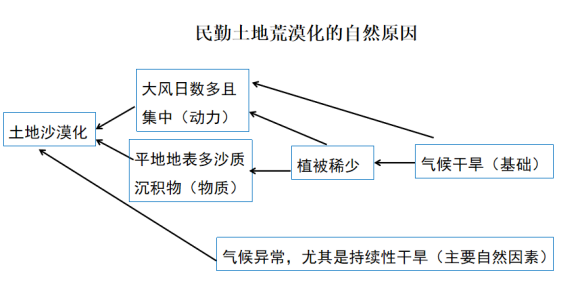 民勤土地荒漠化的自然原因
大风日数多且
集中（动力）
土地沙漠化
平地地表多沙质
沉积物（物质）
植被稀少
气候干旱（基础）
气候异常，尤其是持续性干旱（主要自然因素）